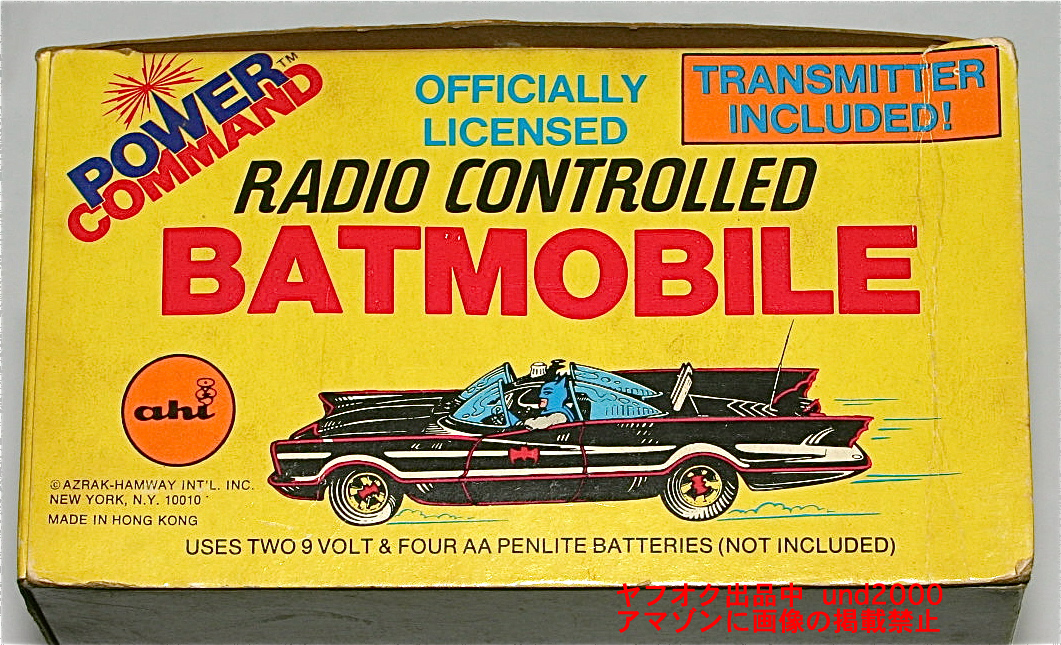 POWER™
COMMAND
OFFICIALLY
LICENSED
TRANSMITTER
INCLUDED!
RADIO CONTROLLED
BATMOBILE
ahi
©AZRAK-HAMWAY INT'L. INC.
NEW YORK, N.Y. 10010
MADE IN HONG KONG
USES TWO 9 VOLT & FOUR AA PENLITE BATTERIES (NOT INCLUDED)
ヤフオク出品中 und2000
アマゾンに画像の掲載禁止